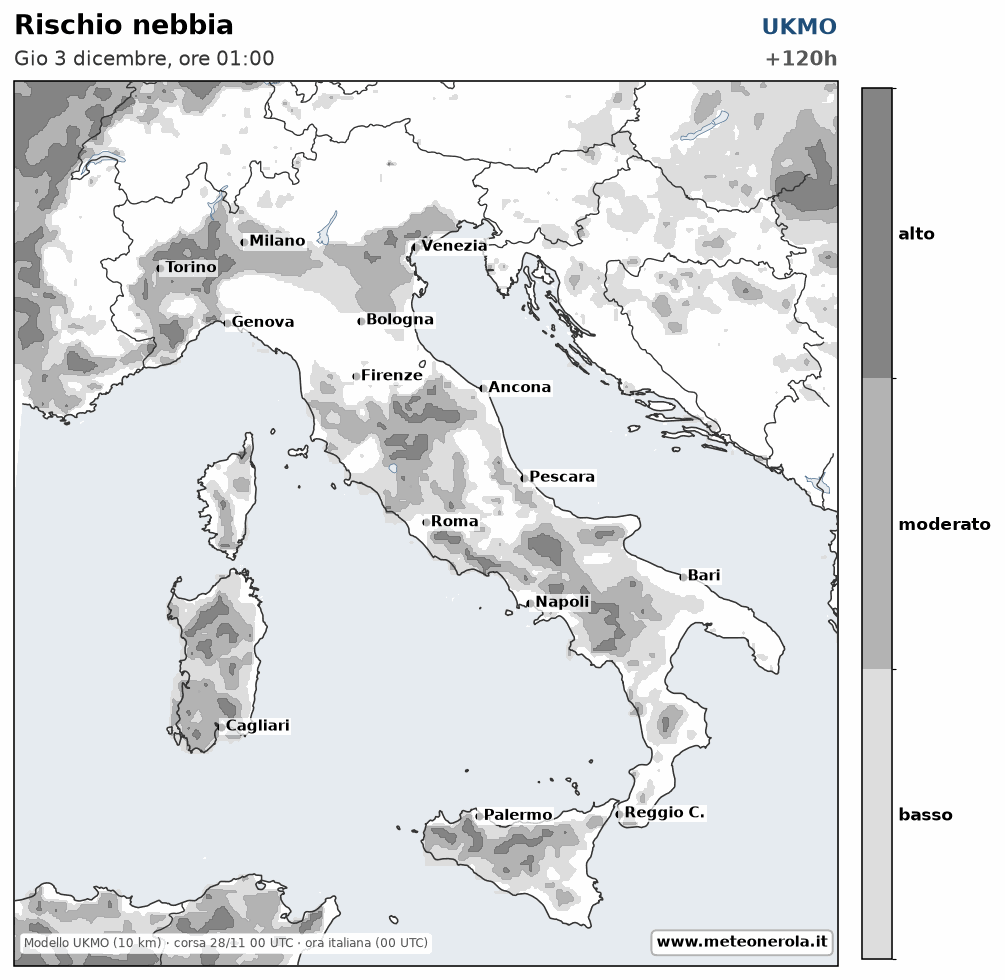 Rischio nebbia
UKMO
Gio 3 dicembre, ore 01:00
+120h
Milano
Venezia
Torino
Genova
Bologna
Firenze
Ancona
Pescara
Roma
Bari
Napoli
Cagliari
Palermo
Reggio C.
alto
moderato
basso
Modello UKMO (10 km) · corsa 28/11 00 UTC · ora italiana (00 UTC)
www.meteonerola.it